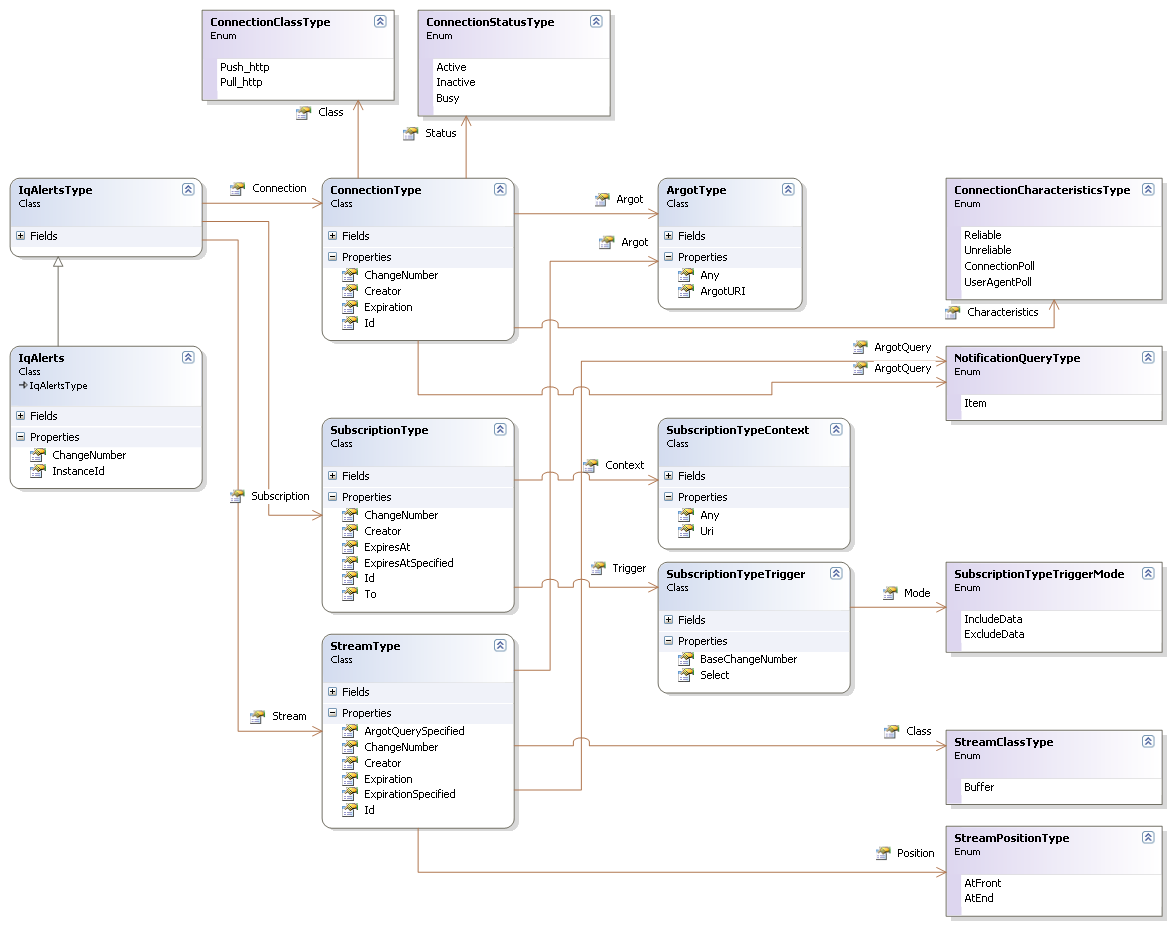 ConnectionClassType
Enum
Push_http
Pull_http
ConnectionStatusType
Enum
Active
Inactive
Busy
Class
Status
IqAlertsType
Class
Fields
Connection
ConnectionType
Class
Fields
Properties
ChangeNumber
Creator
Expiration
Id
Argot
Argot
ArgotType
Class
Fields
Properties
Any
ArgotURI
ConnectionCharacteristicsType
Enum
Reliable
Unreliable
ConnectionPoll
UserAgentPoll
Characteristics
IqAlerts
Class
IqAlertsType
Fields
Properties
ChangeNumber
InstanceId
ArgotQuery
ArgotQuery
NotificationQueryType
Enum
Item
Subscription
SubscriptionType
Class
Fields
Properties
ChangeNumber
Creator
ExpiresAt
ExpiresAtSpecified
Id
To
Context
SubscriptionTypeContext
Class
Fields
Properties
Any
Uri
Trigger
SubscriptionTypeTrigger
Class
Fields
Properties
BaseChangeNumber
Select
Mode
SubscriptionTypeTriggerMode
Enum
IncludeData
ExcludeData
Stream
StreamType
Class
Fields
Properties
ArgotQuerySpecified
ChangeNumber
Creator
Expiration
ExpirationSpecified
Id
Class
StreamClassType
Enum
Buffer
Position
StreamPositionType
Enum
AtFront
AtEnd